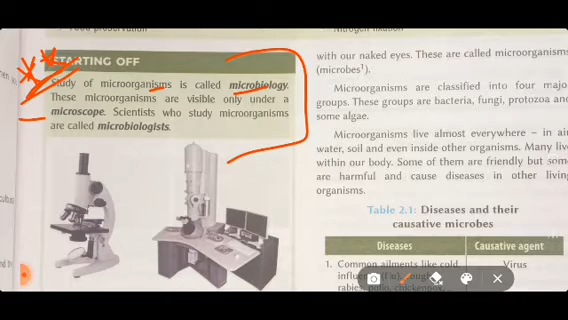 Food preservation
Nitrogen fixation
STARTING OFF
Study of microorganisms is called microbiology.
These microorganisms are visible only under a
microscope. Scientists who study microorganisms
are called microbiologists.
with our naked eyes. These are called microorganisms
(microbes¹).
Microorganisms are classified into four major
groups. These groups are bacteria, fungi, protozoa and
some algae.
Microorganisms live almost everywhere – in air,
water, soil and even inside other organisms. Many live
within our body. Some of them are friendly but some
are harmful and cause diseases in other living
organisms.
Table 2.1: Diseases and their
causative microbes
Diseases
Causative agent
1. Common ailments like cold,
Virus
rabies, polio, chickenpox,